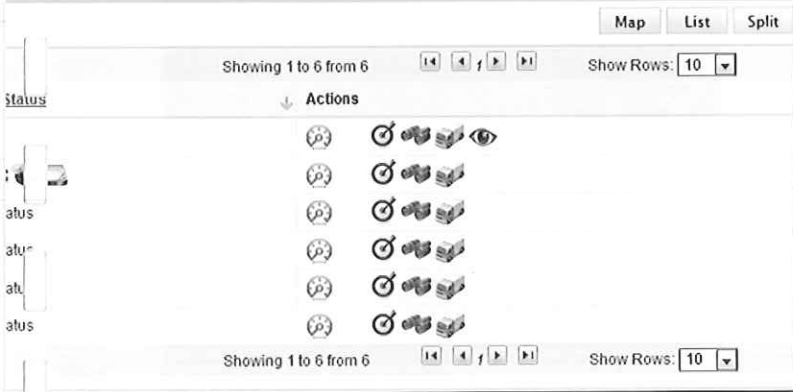 Map List Split
Showing 1 to 6 from 6 1 Show Rows: 10
Status Actions
atus
atus
atus
Showing 1 to 6 from 6 1 Show Rows: 10